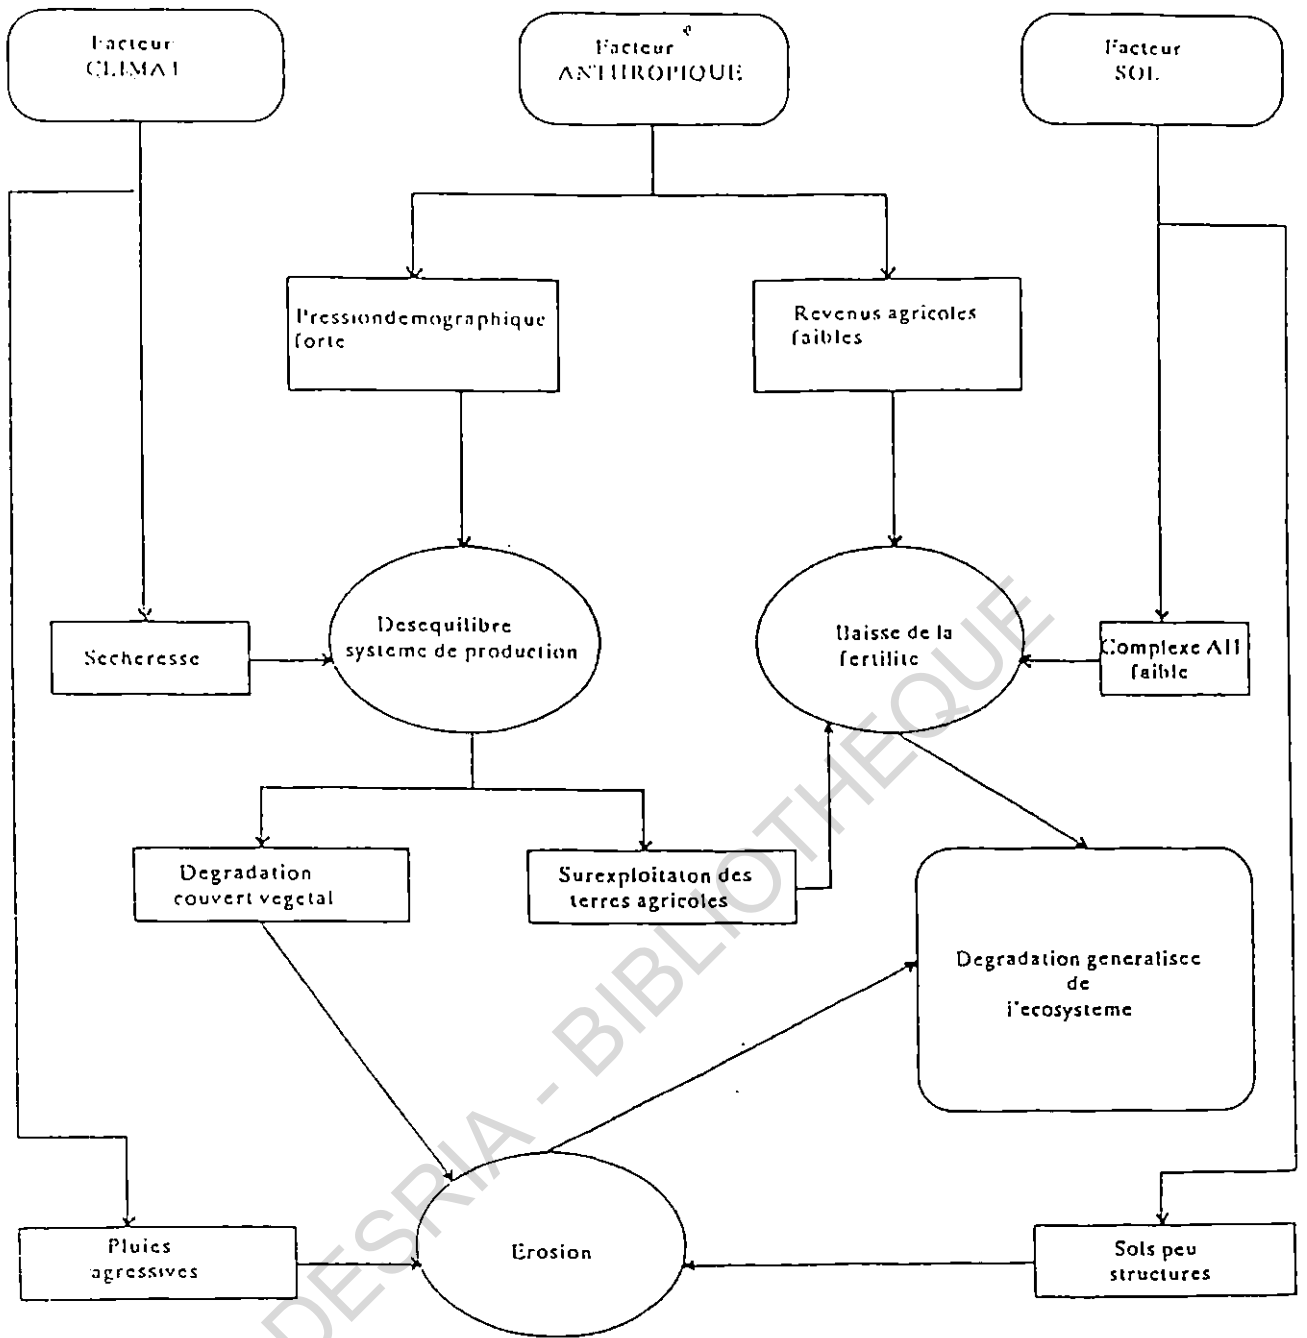 Facteur
CLIMAT
Facteur
ANTHROPIQUE
Facteur
SOL
Pressiondemographique
forte
Revenus agricoles
faibles
Secheresse
Desequilibre
systeme de production
Baisse de la
fertilite
Complexe AH
faible
Degradation
couvert vegetal
Surexploitaton des
terres agricoles
Degradation generalisee
de
l'ecosysteme
Pluies
agressives
Erosion
Sols peu
structures
DESRIA - BIBLIOTHEQUE